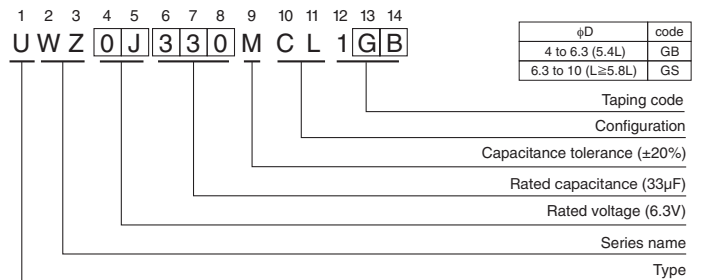 1 2 3 4 5 6 7 8 9 10 11 12 13 14
U W Z 0 J 3 3 0 M C L 1 G B
φD code
4 to 6.3 (5.4L) GB
6.3 to 10 (L≧5.8L) GS
Taping code
Configuration
Capacitance tolerance (±20%)
Rated capacitance (33µF)
Rated voltage (6.3V)
Series name
Type